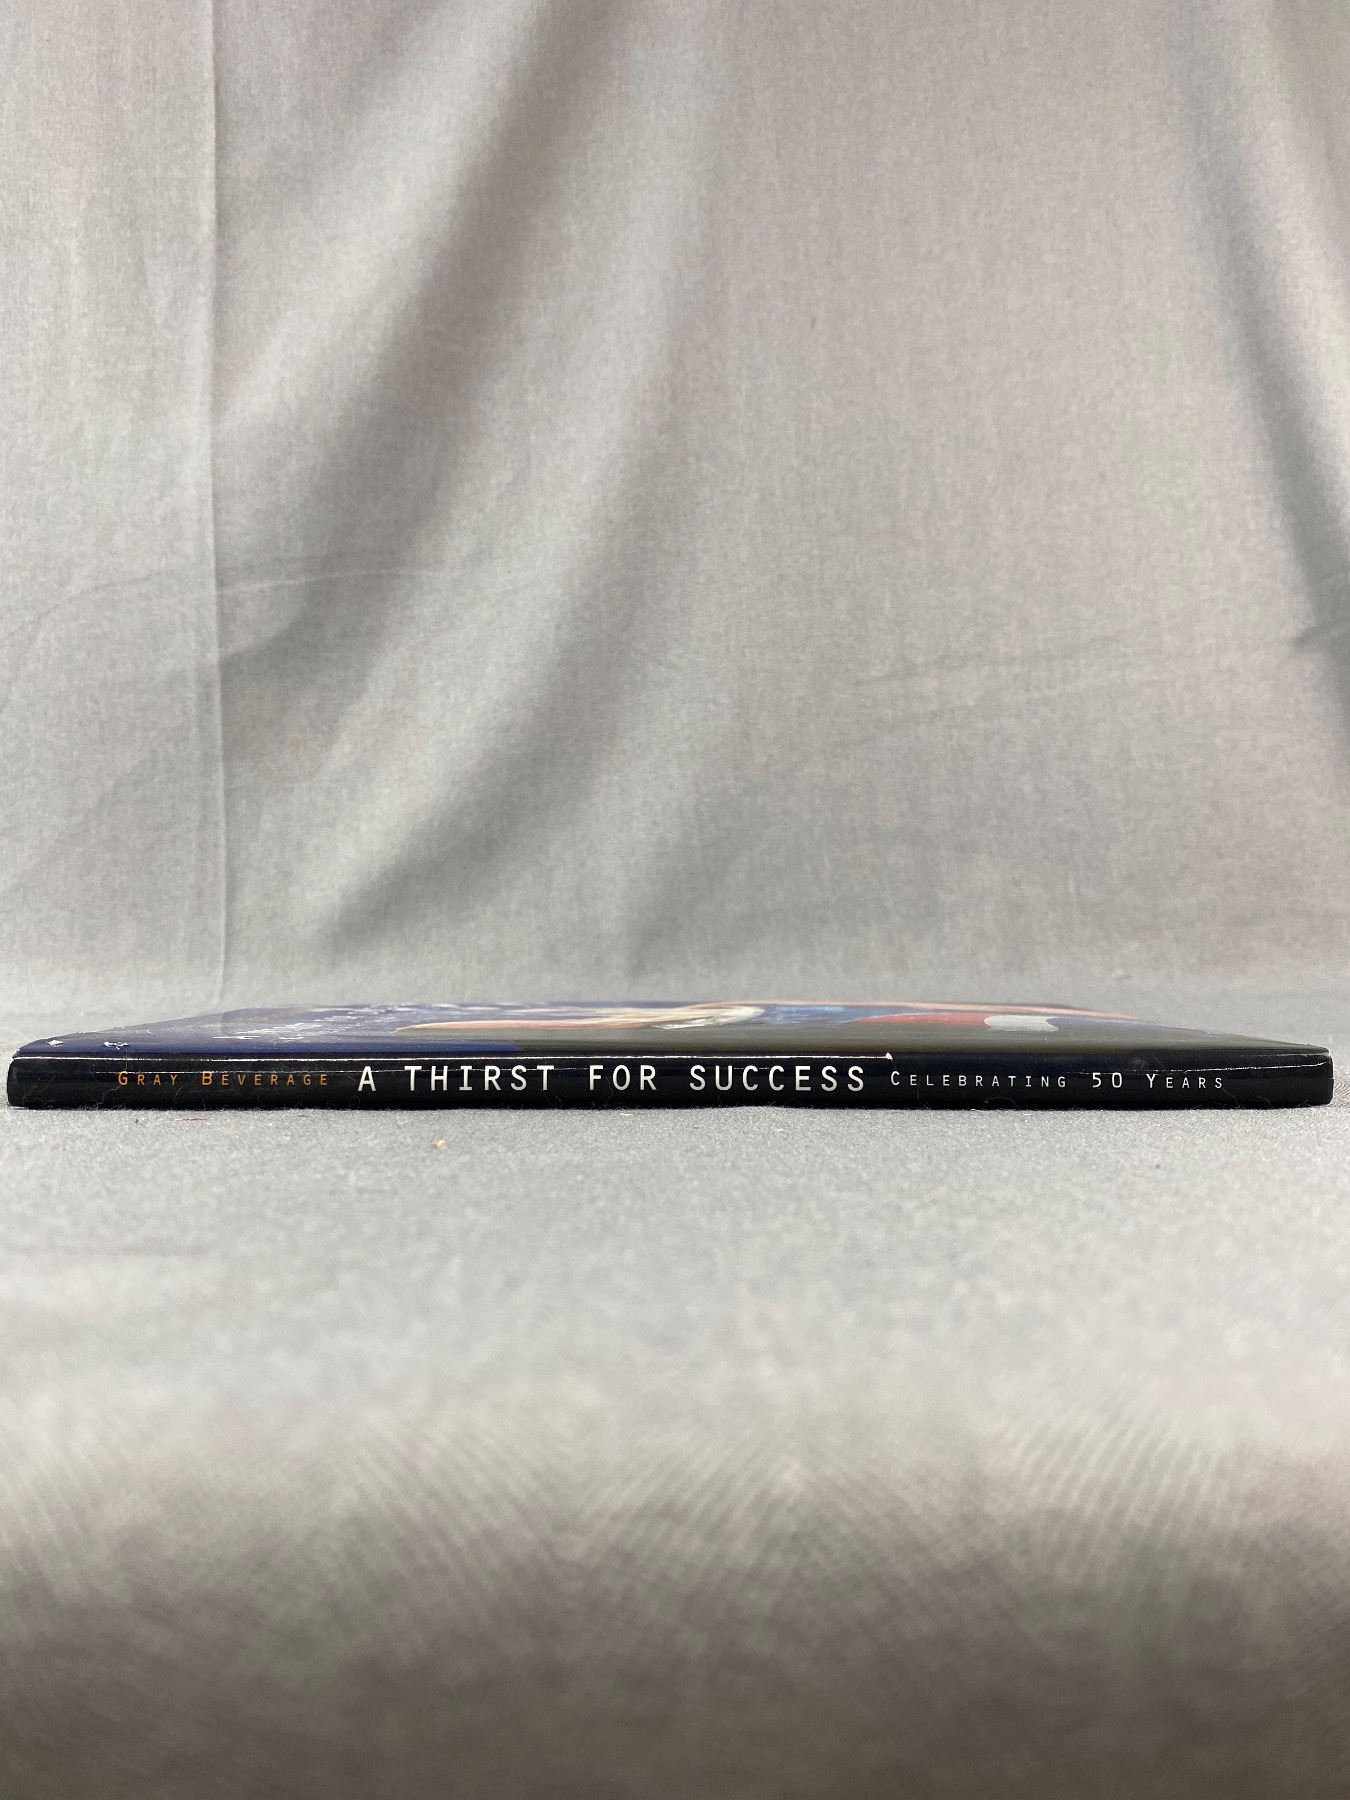 Gray Beverage A THIRST FOR SUCCESS Celebrating 50 Years